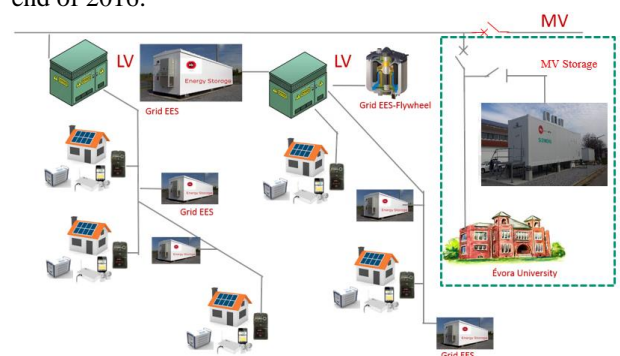 end of 2016.
MV
LV
LV
MV Storage
Energy Storage
Grid EES
Grid EES-Flywheel
Grid EES
Évora University
Grid EES